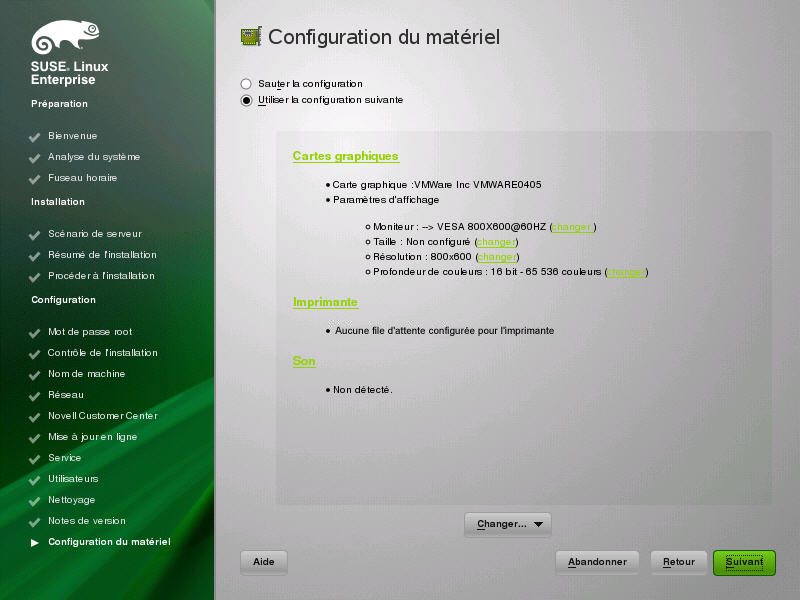 SUSE® Linux
Enterprise
Préparation
Bienvenue
Analyse du système
Fuseau horaire
Installation
Scénario de serveur
Résumé de l'installation
Procéder à l'installation
Configuration
Mot de passe root
Contrôle de l'installation
Nom de machine
Réseau
Novell Customer Center
Mise à jour en ligne
Service
Utilisateurs
Nettoyage
Notes de version
Configuration du matériel
Configuration du matériel
Sauter la configuration
Utiliser la configuration suivante
Cartes graphiques
Carte graphique :VMWare Inc VMWARE0405
Paramètres d'affichage
Moniteur : --> VESA 800X600@60HZ (changer.)
Taille : Non configuré (changer)
Résolution : 800x600 (changer)
Profondeur de couleurs : 16 bit - 65 536 couleurs (changer)
Imprimante
Aucune file d'attente configurée pour l'imprimante
Son
Non détecté.
Changer...
Aide
Abandonner
Retour
Suivant